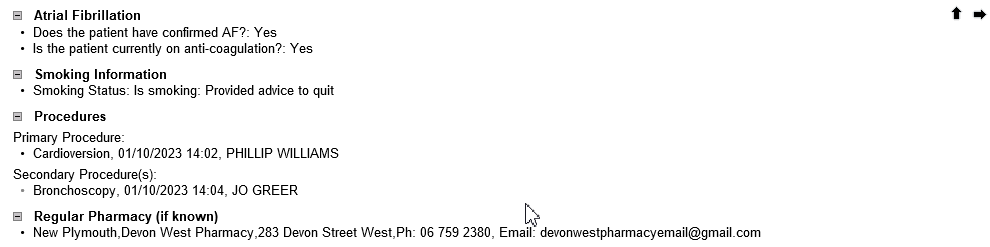 Atrial Fibrillation
• Does the patient have confirmed AF?: Yes
• Is the patient currently on anti-coagulation?: Yes
Smoking Information
• Smoking Status: Is smoking: Provided advice to quit
Procedures
Primary Procedure:
• Cardioversion, 01/10/2023 14:02, PHILLIP WILLIAMS
Secondary Procedure(s):
• Bronchoscopy, 01/10/2023 14:04, JO GREER
Regular Pharmacy (if known)
• New Plymouth,Devon West Pharmacy,283 Devon Street West,Ph: 06 759 2380, Email: devonwestpharmacyemail@gmail.com